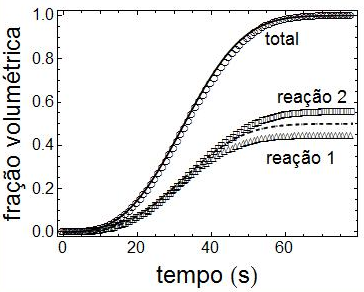 fração volumétrica
1.0
0.8
0.6
0.4
0.2
0.0
total
reação 2
reação 1
0 20 40 60
tempo (s)